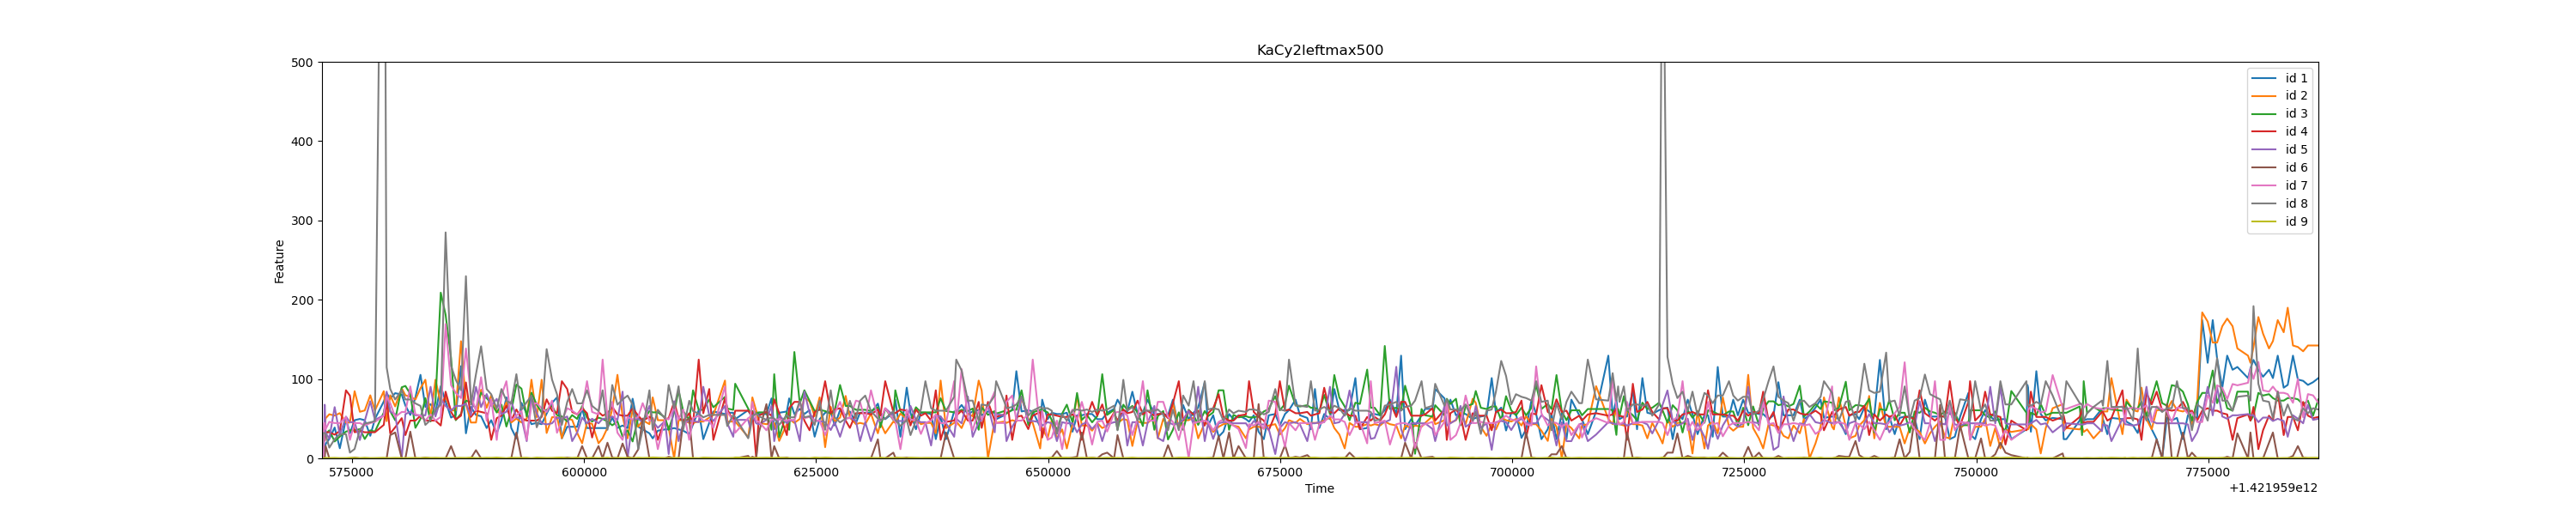 KaCy2leftmax500
500
400
300
200
100
0
Feature
575000 600000 625000 650000 675000 700000 725000 750000 775000
Time
+1.421959e12
id 1
id 2
id 3
id 4
id 5
id 6
id 7
id 8
id 9